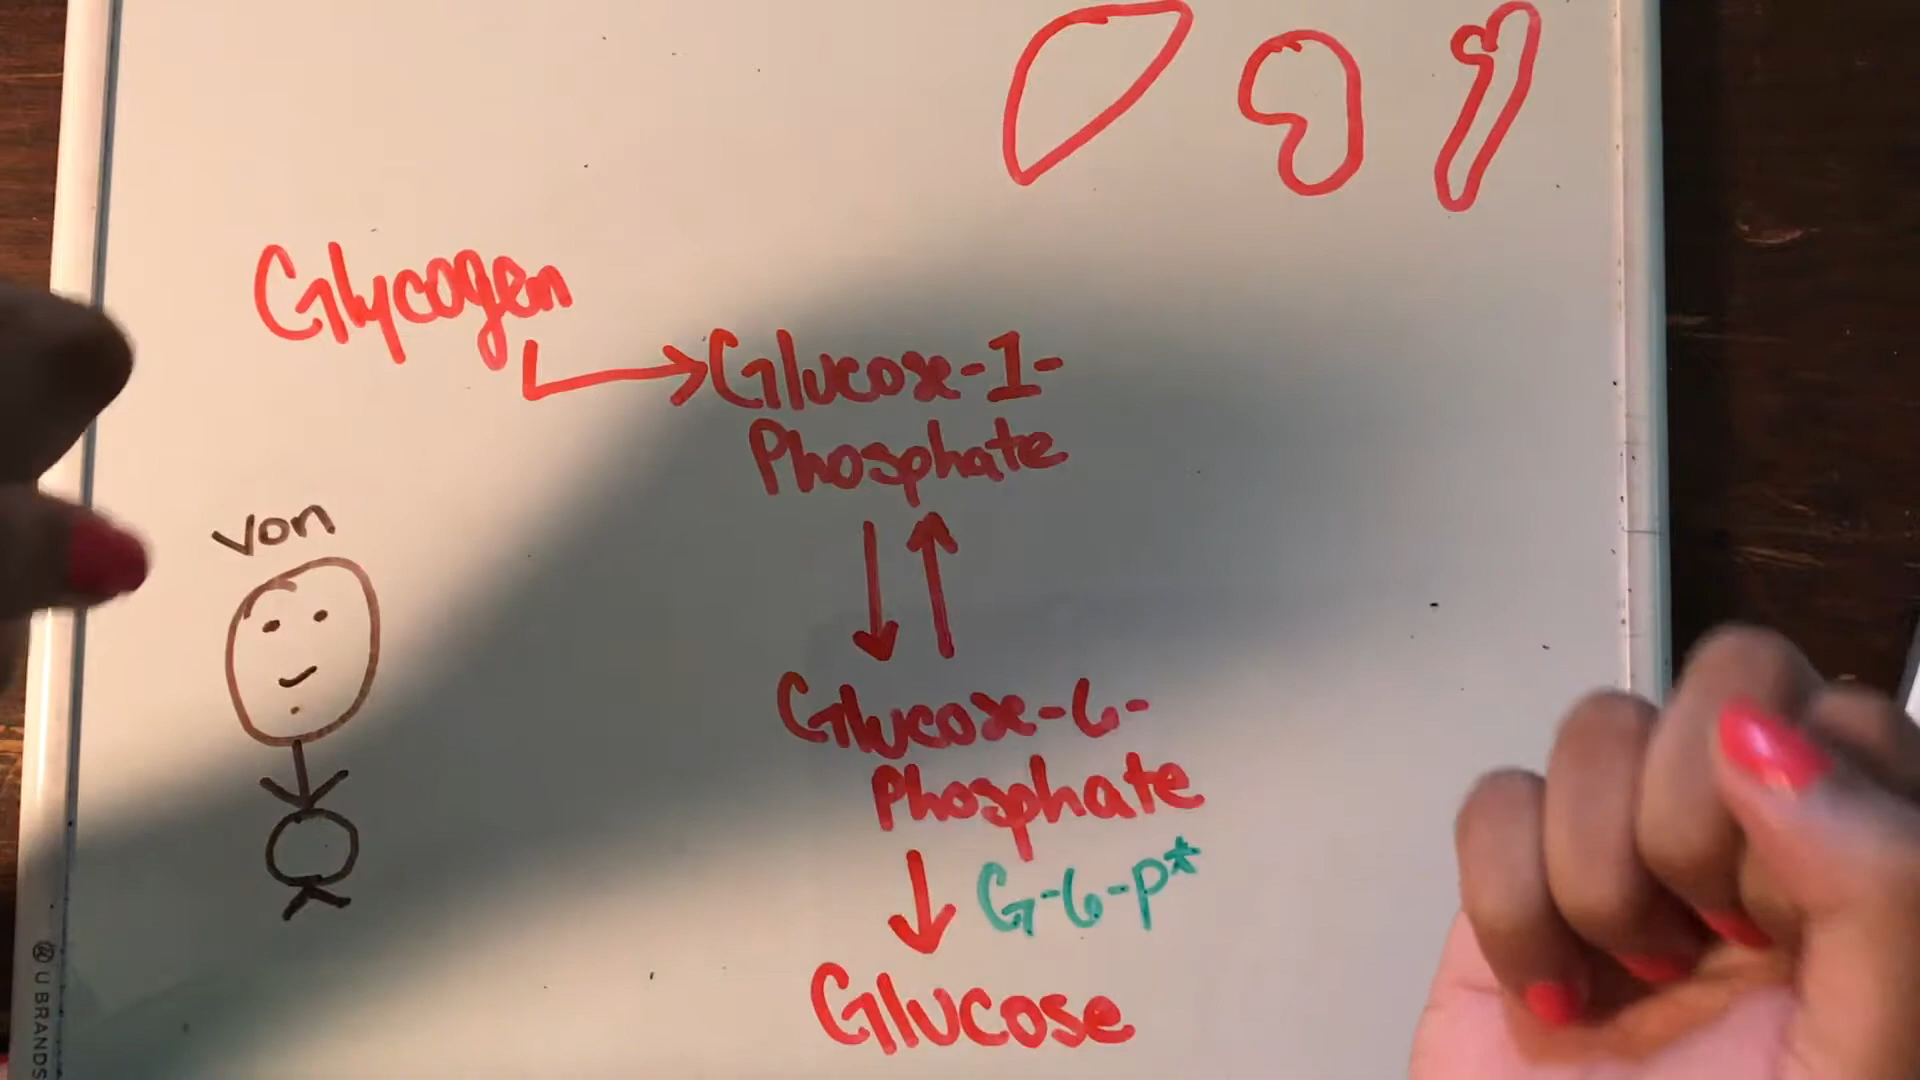 Glycogen
Glucose-1-
Phosphate
von
Glucose-6-
Phosphate
G-6-P*
Glucose
U BRANDS